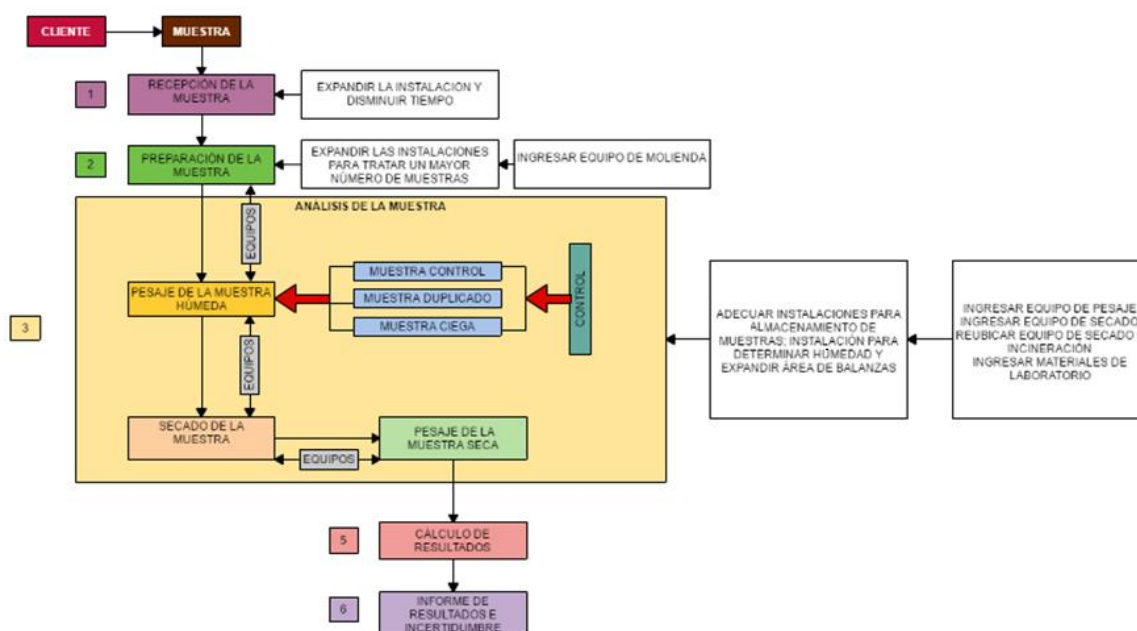 CLIENTE
MUESTRA
1
RECEPCIÓN DE LA
MUESTRA
EXPANDIR LA INSTALACIÓN Y
DISMINUIR TIEMPO
2
PREPARACIÓN DE LA
MUESTRA
EXPANDIR LAS INSTALACIONES
PARA TRATAR UN MAYOR
NÚMERO DE MUESTRAS
INGRESAR EQUIPO DE MOLIENDA
ANÁLISIS DE LA MUESTRA
EQUIPOS
3
PESAJE DE LA MUESTRA
HÚMEDA
MUESTRA CONTROL
MUESTRA DUPLICADO
MUESTRA CIEGA
CONTROL
ADECUAR INSTALACIONES PARA
ALMACENAMIENTO DE
MUESTRAS; INSTALACIÓN PARA
DETERMINAR HÚMEDAD Y
EXPANDIR ÁREA DE BALANZAS
INGRESAR EQUIPO DE PESAJE
INGRESAR EQUIPO DE SECADO
REUBICAR EQUIPO DE SECADO
INCINERACIÓN
INGRESAR MATERIALES DE
LABORATORIO
EQUIPOS
SECADO DE LA
MUESTRA
EQUIPOS
PESAJE DE LA
MUESTRA SECA
5
CÁLCULO DE
RESULTADOS
6
INFORME DE
RESULTADOS E
INCERTIDUMBRE